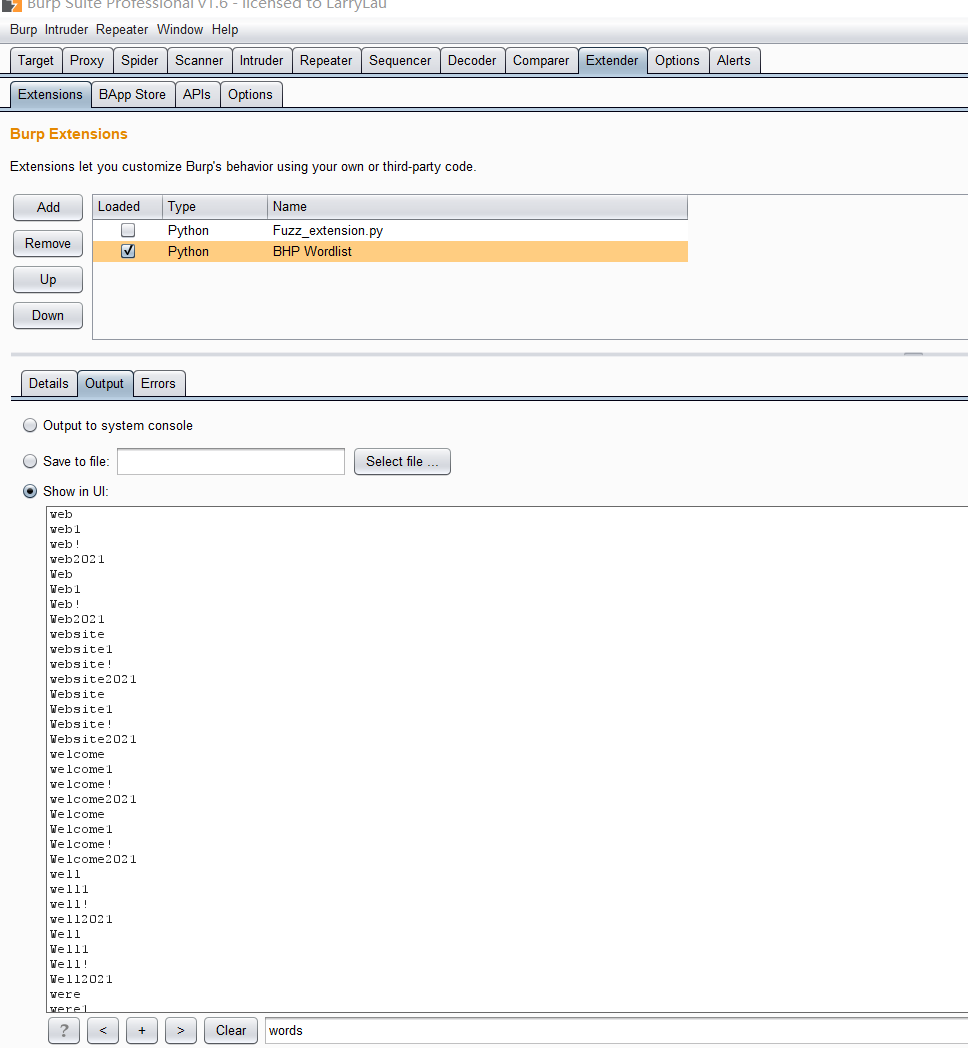 Burp Suite Professional v1.6 - licensed to LarryLau
Burp Intruder Repeater Window Help
Target Proxy Spider Scanner Intruder Repeater Sequencer Decoder Comparer Extender Options Alerts
Extensions BApp Store APIs Options
Burp Extensions
Extensions let you customize Burp's behavior using your own or third-party code.
Add Loaded Type Name
Python Fuzz_extension.py
Remove Python BHP Wordlist
Up
Down
Details Output Errors
Output to system console
Save to file: Select file ...
Show in UI:
web
web1
web!
web2021
Web
Web1
Web!
Web2021
website
website1
website!
website2021
Website
Website1
Website!
Website2021
welcome
welcome1
welcome!
welcome2021
Welcome
Welcome1
Welcome!
Welcome2021
well
well1
well!
well2021
Well
Well1
Well!
Well2021
were
were1
? < + > Clear words